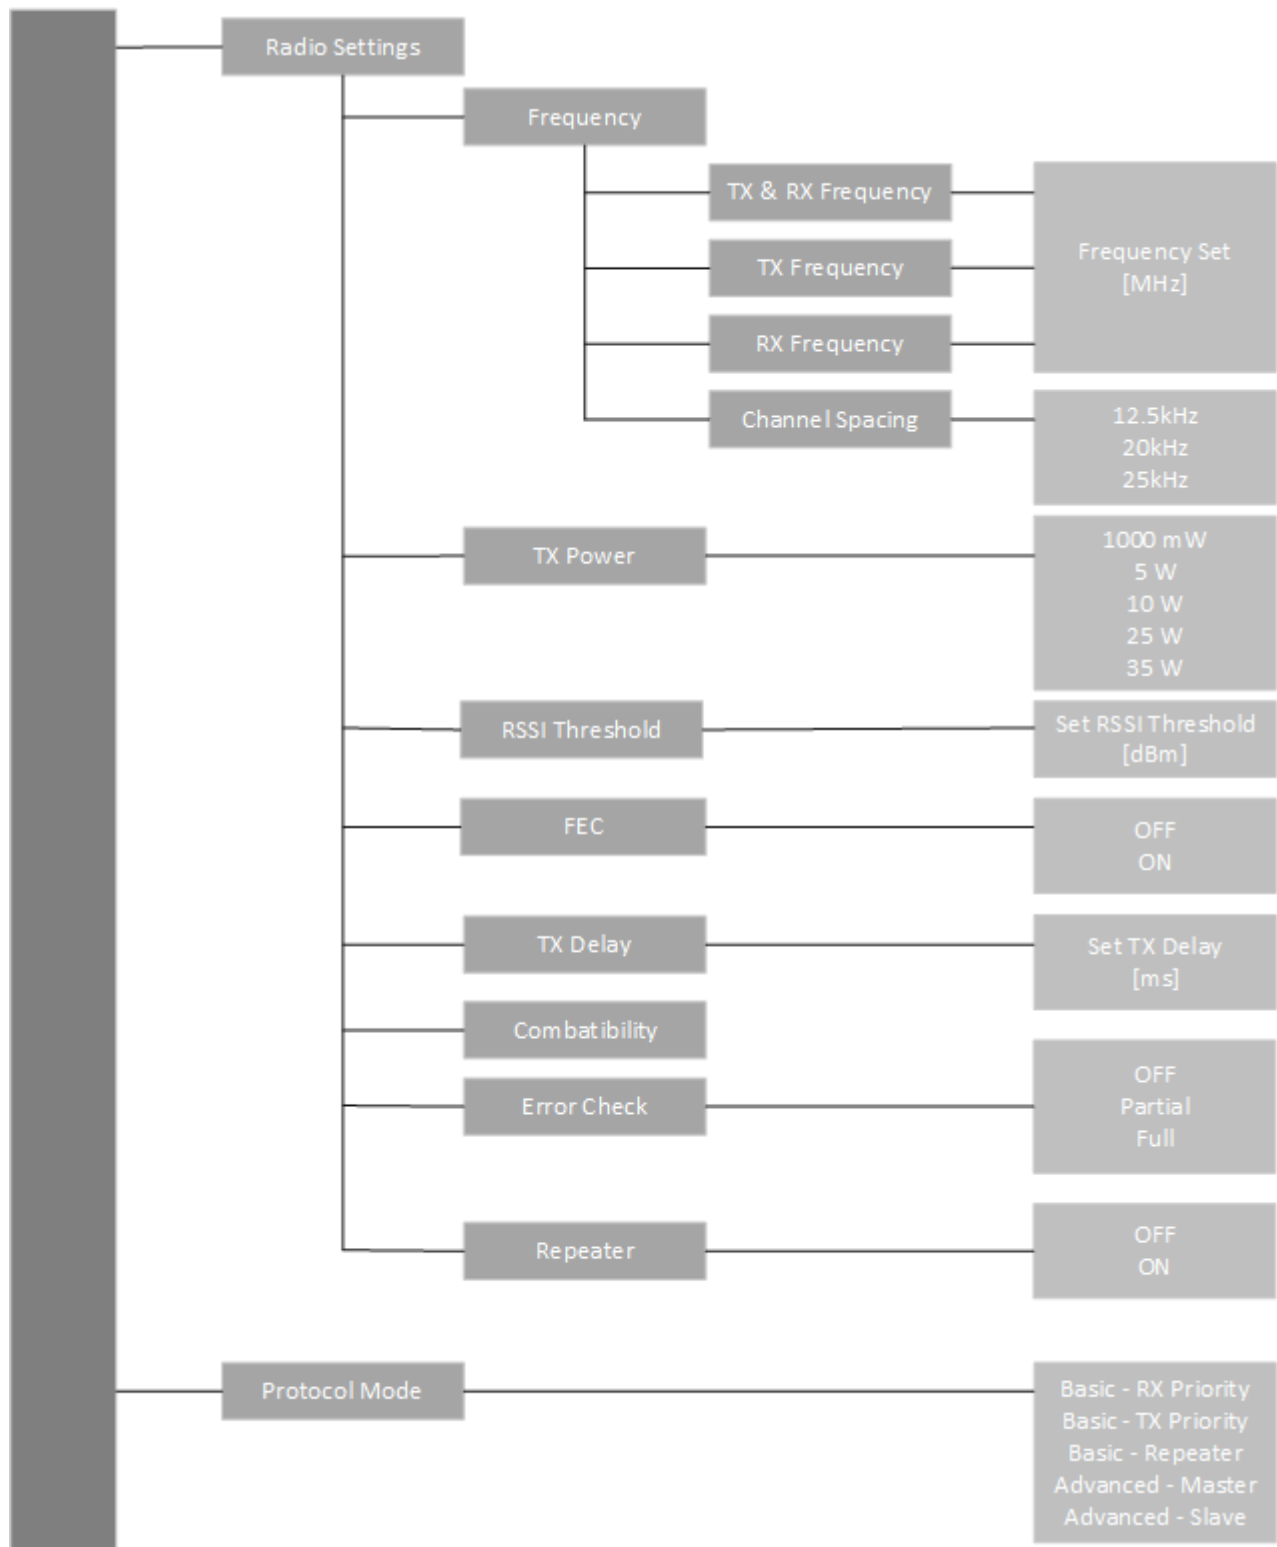 Radio Settings
Frequency
TX & RX Frequency
TX Frequency
RX Frequency
Frequency Set
[MHz]
Channel Spacing
12.5kHz
20kHz
25kHz
TX Power
1000 mW
5 W
10 W
25 W
35 W
RSSI Threshold
Set RSSI Threshold
[dBm]
FEC
OFF
ON
TX Delay
Set TX Delay
[ms]
Combatibility
Error Check
OFF
Partial
Full
Repeater
OFF
ON
Protocol Mode
Basic - RX Priority
Basic - TX Priority
Basic - Repeater
Advanced - Master
Advanced - Slave